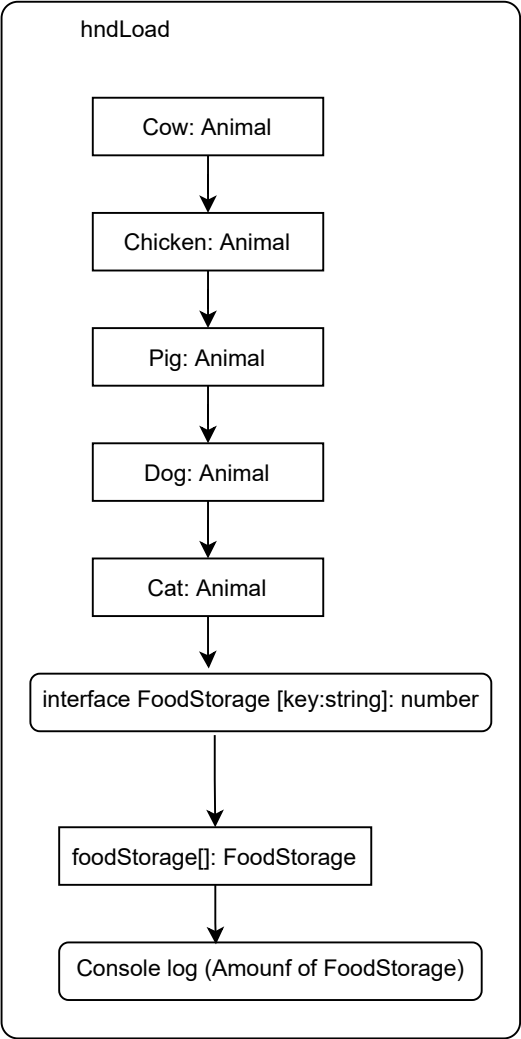 hndLoad
Cow: Animal
Chicken: Animal
Pig: Animal
Dog: Animal
Cat: Animal
interface FoodStorage [key:string]: number
foodStorage[]: FoodStorage
Console log (Amounf of FoodStorage)